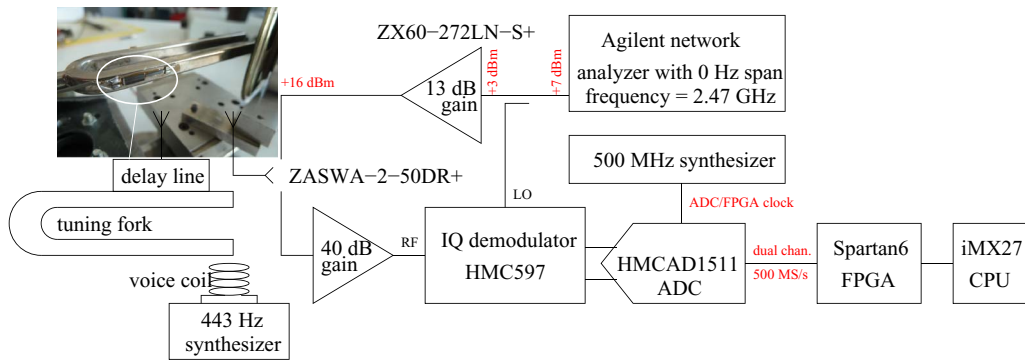 ZX60−272LN−S+
+16 dBm
13 dB
gain
+3 dBm
+7 dBm
Agilent network
analyzer with 0 Hz span
frequency = 2.47 GHz
delay line
ZASWA−2−50DR+
500 MHz synthesizer
LO
ADC/FPGA clock
tuning fork
40 dB
gain
RF
IQ demodulator
HMC597
HMCAD1511
ADC
dual chan.
500 MS/s
Spartan6
FPGA
iMX27
CPU
voice coil
443 Hz
synthesizer